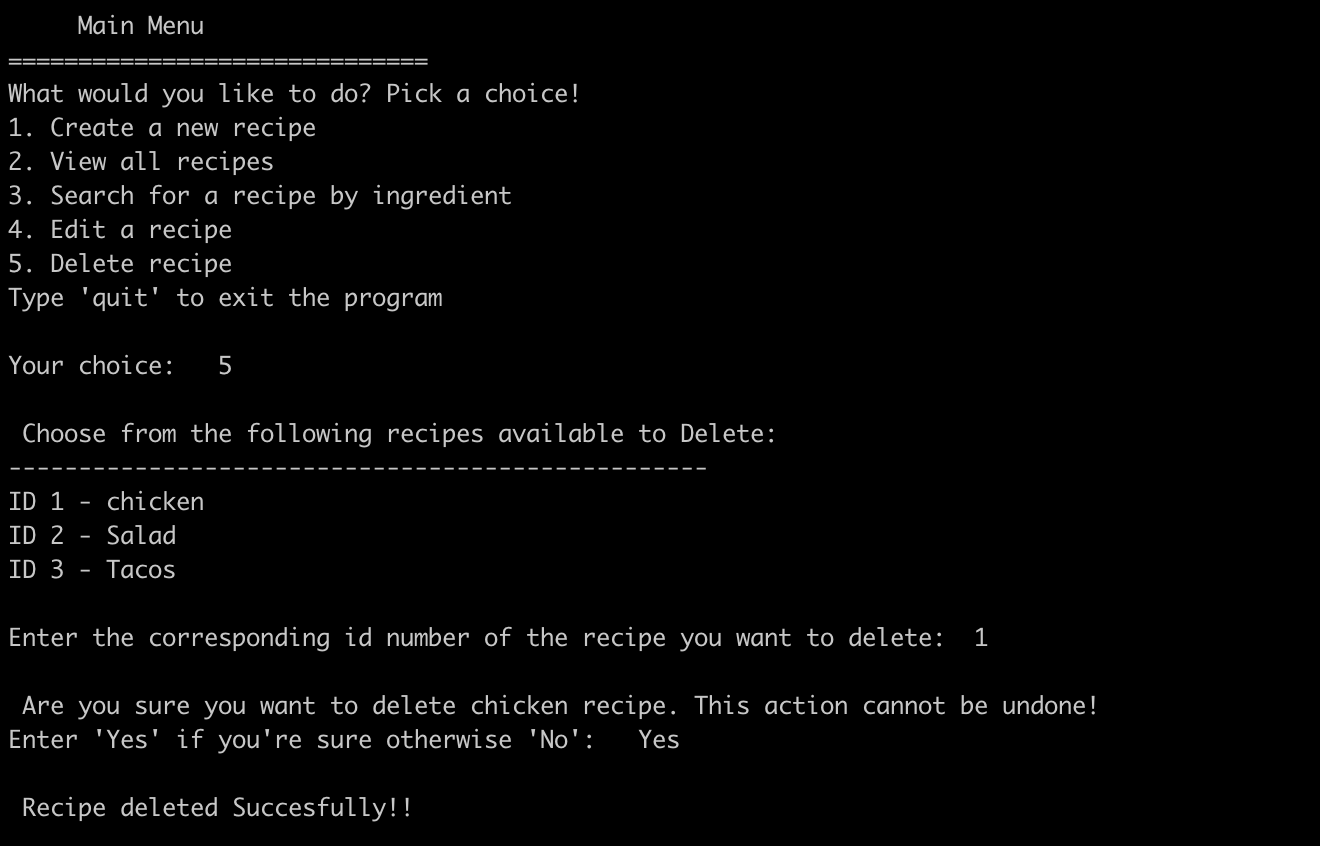 Main Menu
==============================
What would you like to do? Pick a choice!
1. Create a new recipe
2. View all recipes
3. Search for a recipe by ingredient
4. Edit a recipe
5. Delete recipe
Type 'quit' to exit the program
Your choice:   5
Choose from the following recipes available to Delete:
--------------------------------------------------
ID 1 - chicken
ID 2 - Salad
ID 3 - Tacos
Enter the corresponding id number of the recipe you want to delete:  1
Are you sure you want to delete chicken recipe. This action cannot be undone!
Enter 'Yes' if you're sure otherwise 'No':   Yes
Recipe deleted Succesfully!!